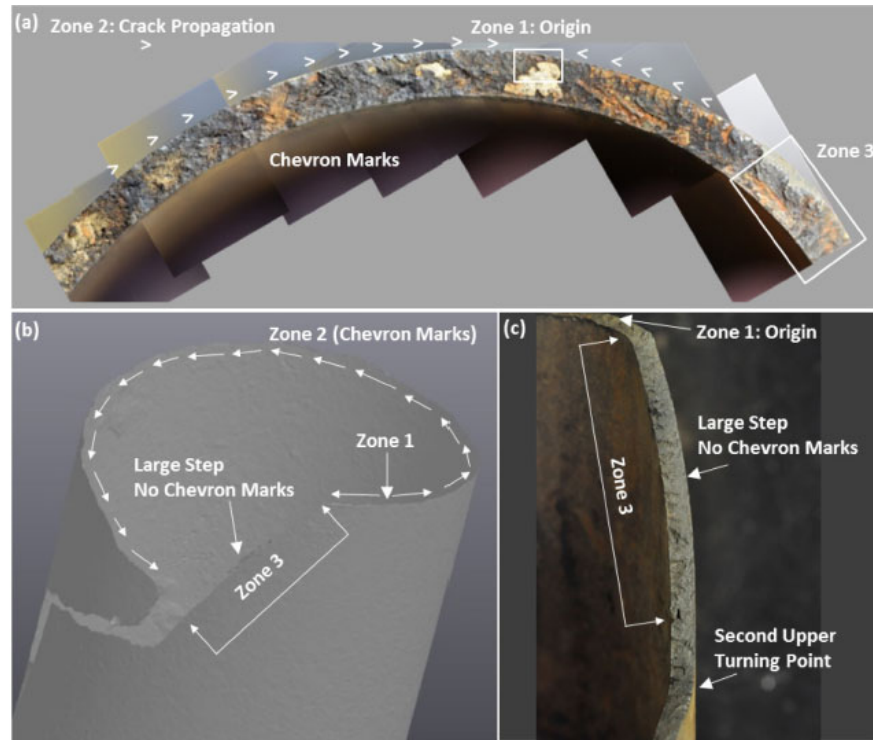 (a) Zone 2: Crack Propagation
Zone 1: Origin
Zone 3
Chevron Marks
(b)
Zone 2 (Chevron Marks)
Zone 1
Large Step
No Chevron Marks
Zone 3
(c)
Zone 1: Origin
Large Step
No Chevron Marks
Zone 3
Second Upper
Turning Point